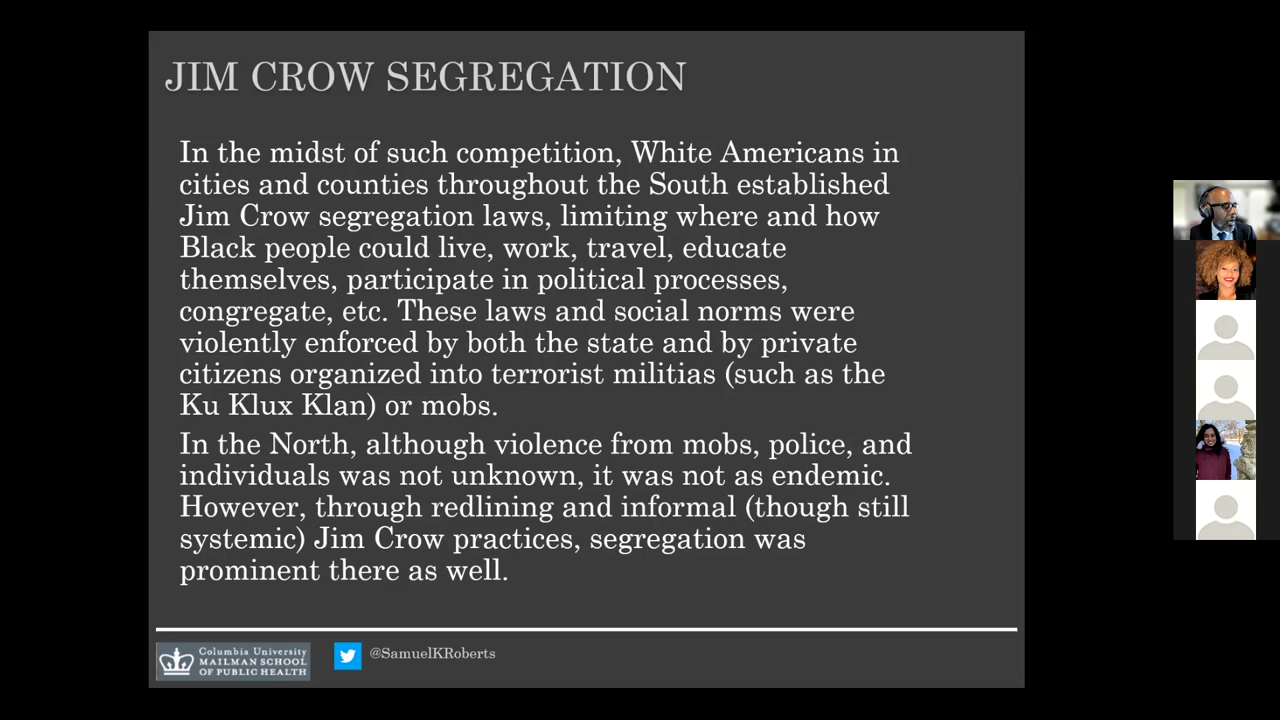 JIM CROW SEGREGATION
In the midst of such competition, White Americans in
cities and counties throughout the South established
Jim Crow segregation laws, limiting where and how
Black people could live, work, travel, educate
themselves, participate in political processes,
congregate, etc. These laws and social norms were
violently enforced by both the state and by private
citizens organized into terrorist militias (such as the
Ku Klux Klan) or mobs.
In the North, although violence from mobs, police, and
individuals was not unknown, it was not as endemic.
However, through redlining and informal (though still
systemic) Jim Crow practices, segregation was
prominent there as well.
Columbia University
MAILMAN SCHOOL
OF PUBLIC HEALTH
@SamuelKRoberts